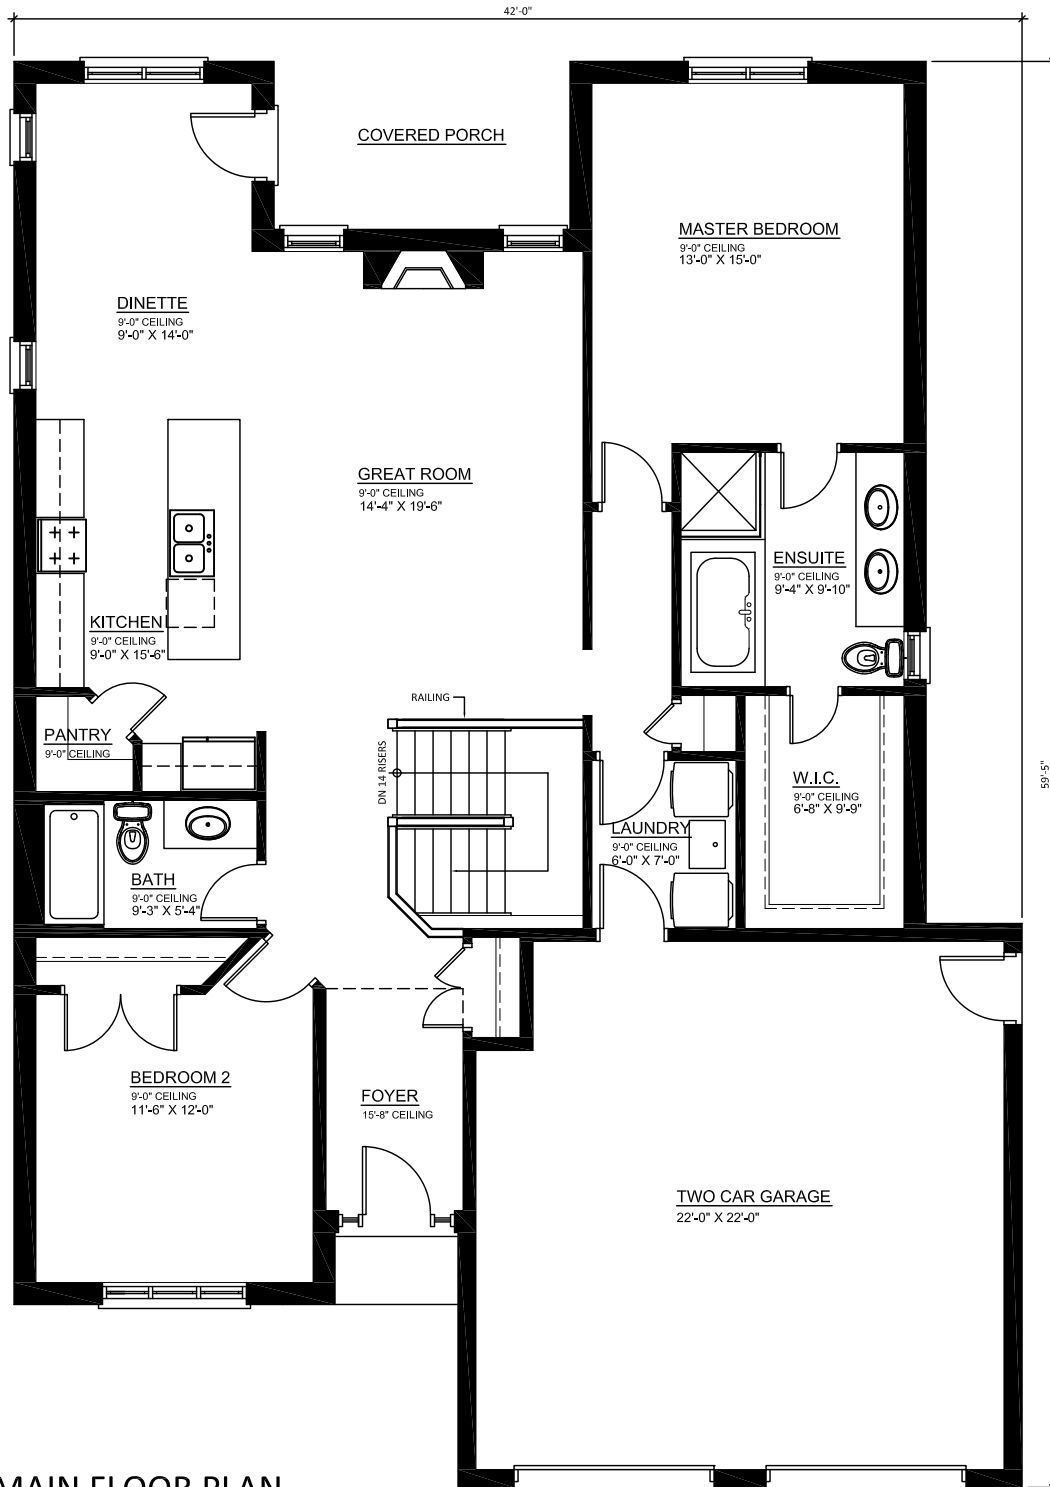 42'-0"
COVERED PORCH
MASTER BEDROOM
9'-0" CEILING
13'-0" X 15'-0"
DINETTE
9'-0" CEILING
9'-0" X 14'-0"
GREAT ROOM
9'-0" CEILING
14'-4" X 19'-6"
ENSUITE
9'-0" CEILING
9'-4" X 9'-10"
KITCHEN
9'-0" CEILING
9'-0" X 15'-6"
RAILING
PANTRY
9'-0" CEILING
DN 14 RISERS
W.I.C.
9'-0" CEILING
6'-8" X 9'-9"
59'-5"
LAUNDRY
9'-0" CEILING
6'-0" X 7'-0"
BATH
9'-0" CEILING
9'-3" X 5'-4"
BEDROOM 2
9'-0" CEILING
11'-6" X 12'-0"
FOYER
15'-8" CEILING
TWO CAR GARAGE
22'-0" X 22'-0"
MAIN FLOOR PLAN